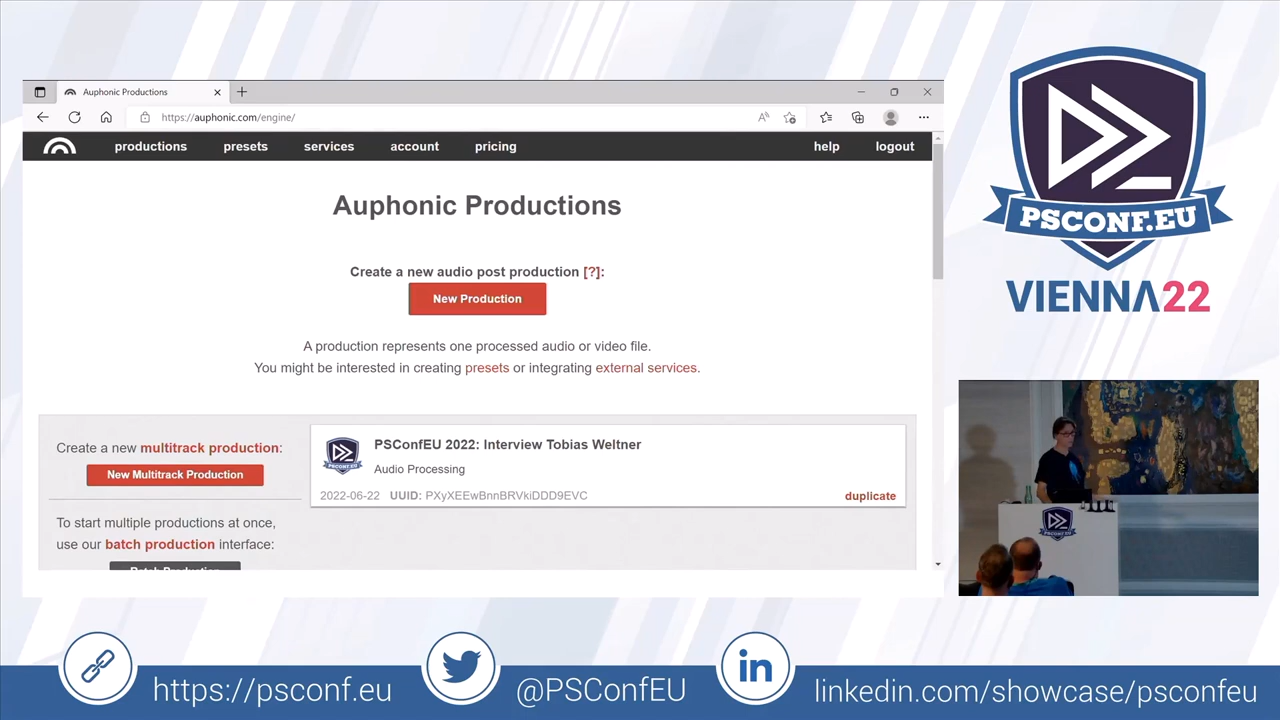 Auphonic Productions
https://auphonic.com/engine/
productions presets services account pricing help logout
Auphonic Productions
Create a new audio post production [?]:
New Production
A production represents one processed audio or video file.
You might be interested in creating presets or integrating external services.
Create a new multitrack production:
New Multitrack Production
To start multiple productions at once,
use our batch production interface:
Batch Production
PSConfEU 2022: Interview Tobias Weltner
Audio Processing
2022-06-22 UUID: PXyXEEwBnnBRVkiDDD9EVC
duplicate
PSCONF.EU
VIENNA22
PSCONF.EU
https://psconf.eu
@PSConfEU
linkedin.com/showcase/psconfeu